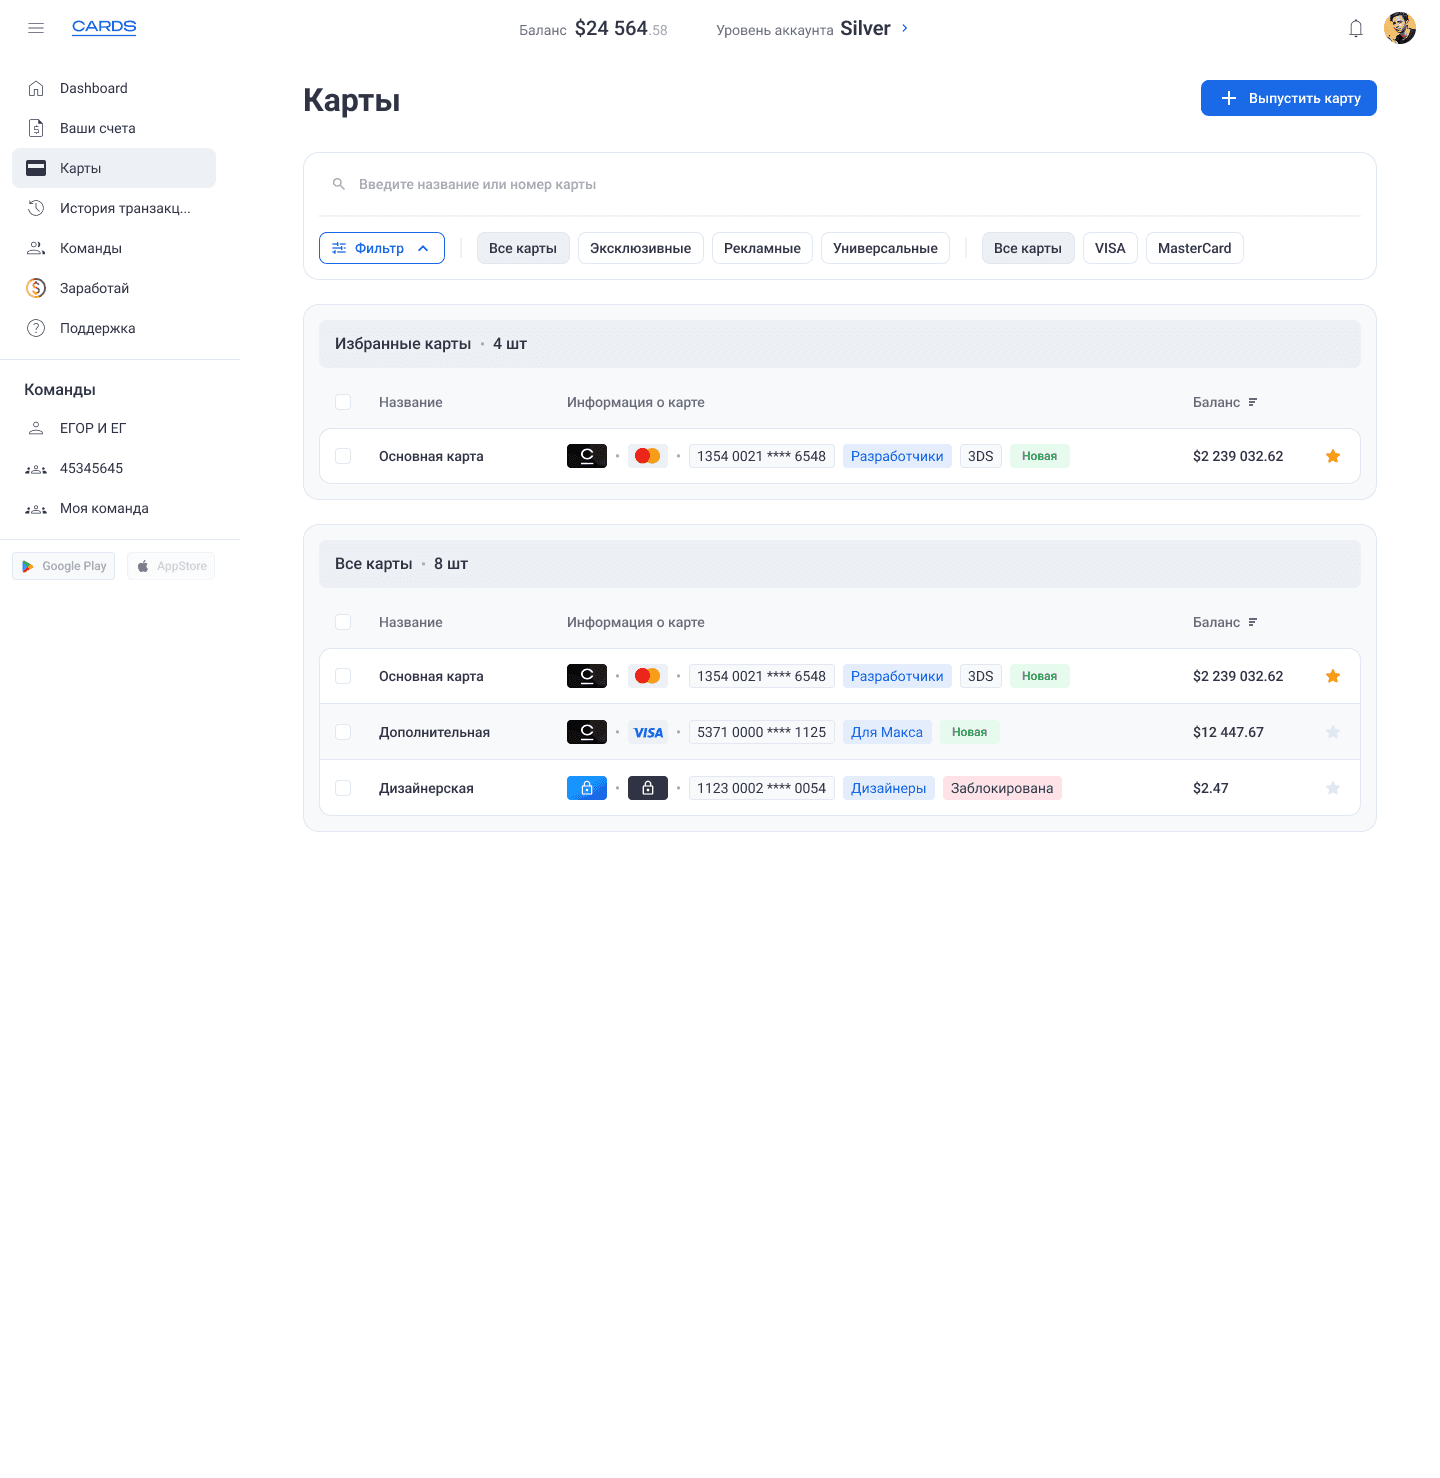 CARDS
Баланс $24 564.58
Уровень аккаунта Silver
Dashboard
Ваши счета
Карты
История транзакц...
Команды
Заработай
Поддержка
Команды
ЕГОР И ЕГ
45345645
Моя команда
Google Play
AppStore
Карты
Выпустить карту
Введите название или номер карты
Фильтр Все карты Эксклюзивные Рекламные Универсальные Все карты VISA MasterCard
Избранные карты • 4 шт
Название Информация о карте Баланс
Основная карта 1354 0021 **** 6548 Разработчики 3DS Новая $2 239 032.62
Все карты • 8 шт
Название Информация о карте Баланс
Основная карта 1354 0021 **** 6548 Разработчики 3DS Новая $2 239 032.62
Дополнительная VISA 5371 0000 **** 1125 Для Макса Новая $12 447.67
Дизайнерская 1123 0002 **** 0054 Дизайнеры Заблокирована $2.47